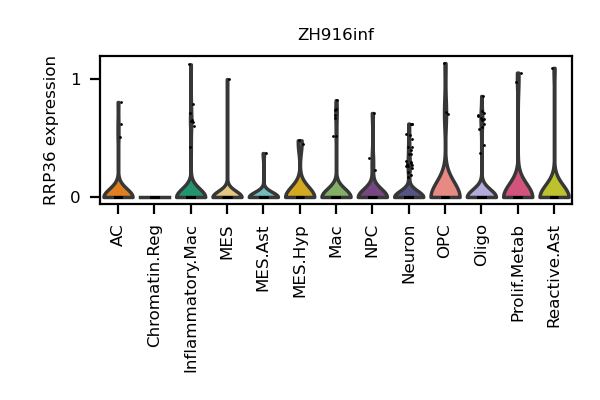 ZH916inf
RRP36 expression
1
0
AC
Chromatin.Reg
Inflammatory.Mac
MES
MES.Ast
MES.Hyp
Mac
NPC
Neuron
OPC
Oligo
Prolif.Metab
Reactive.Ast